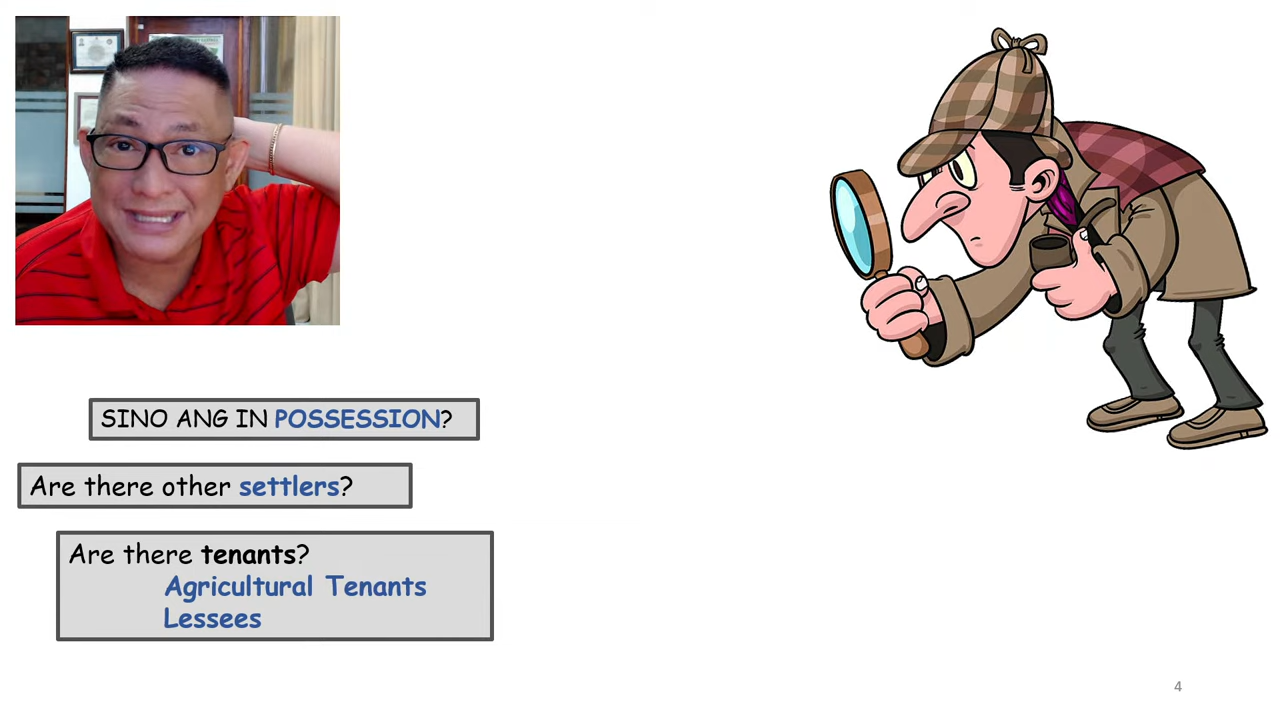 SINO ANG IN POSSESSION?
Are there other settlers?
Are there tenants?
Agricultural Tenants
Lessees
4